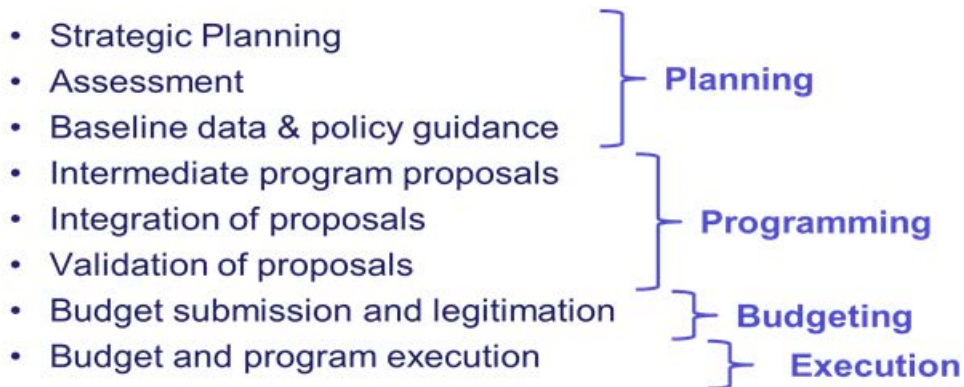 • Strategic Planning
• Assessment
Planning
• Baseline data & policy guidance
• Intermediate program proposals
• Integration of proposals
Programming
• Validation of proposals
• Budget submission and legitimation
Budgeting
• Budget and program execution
Execution